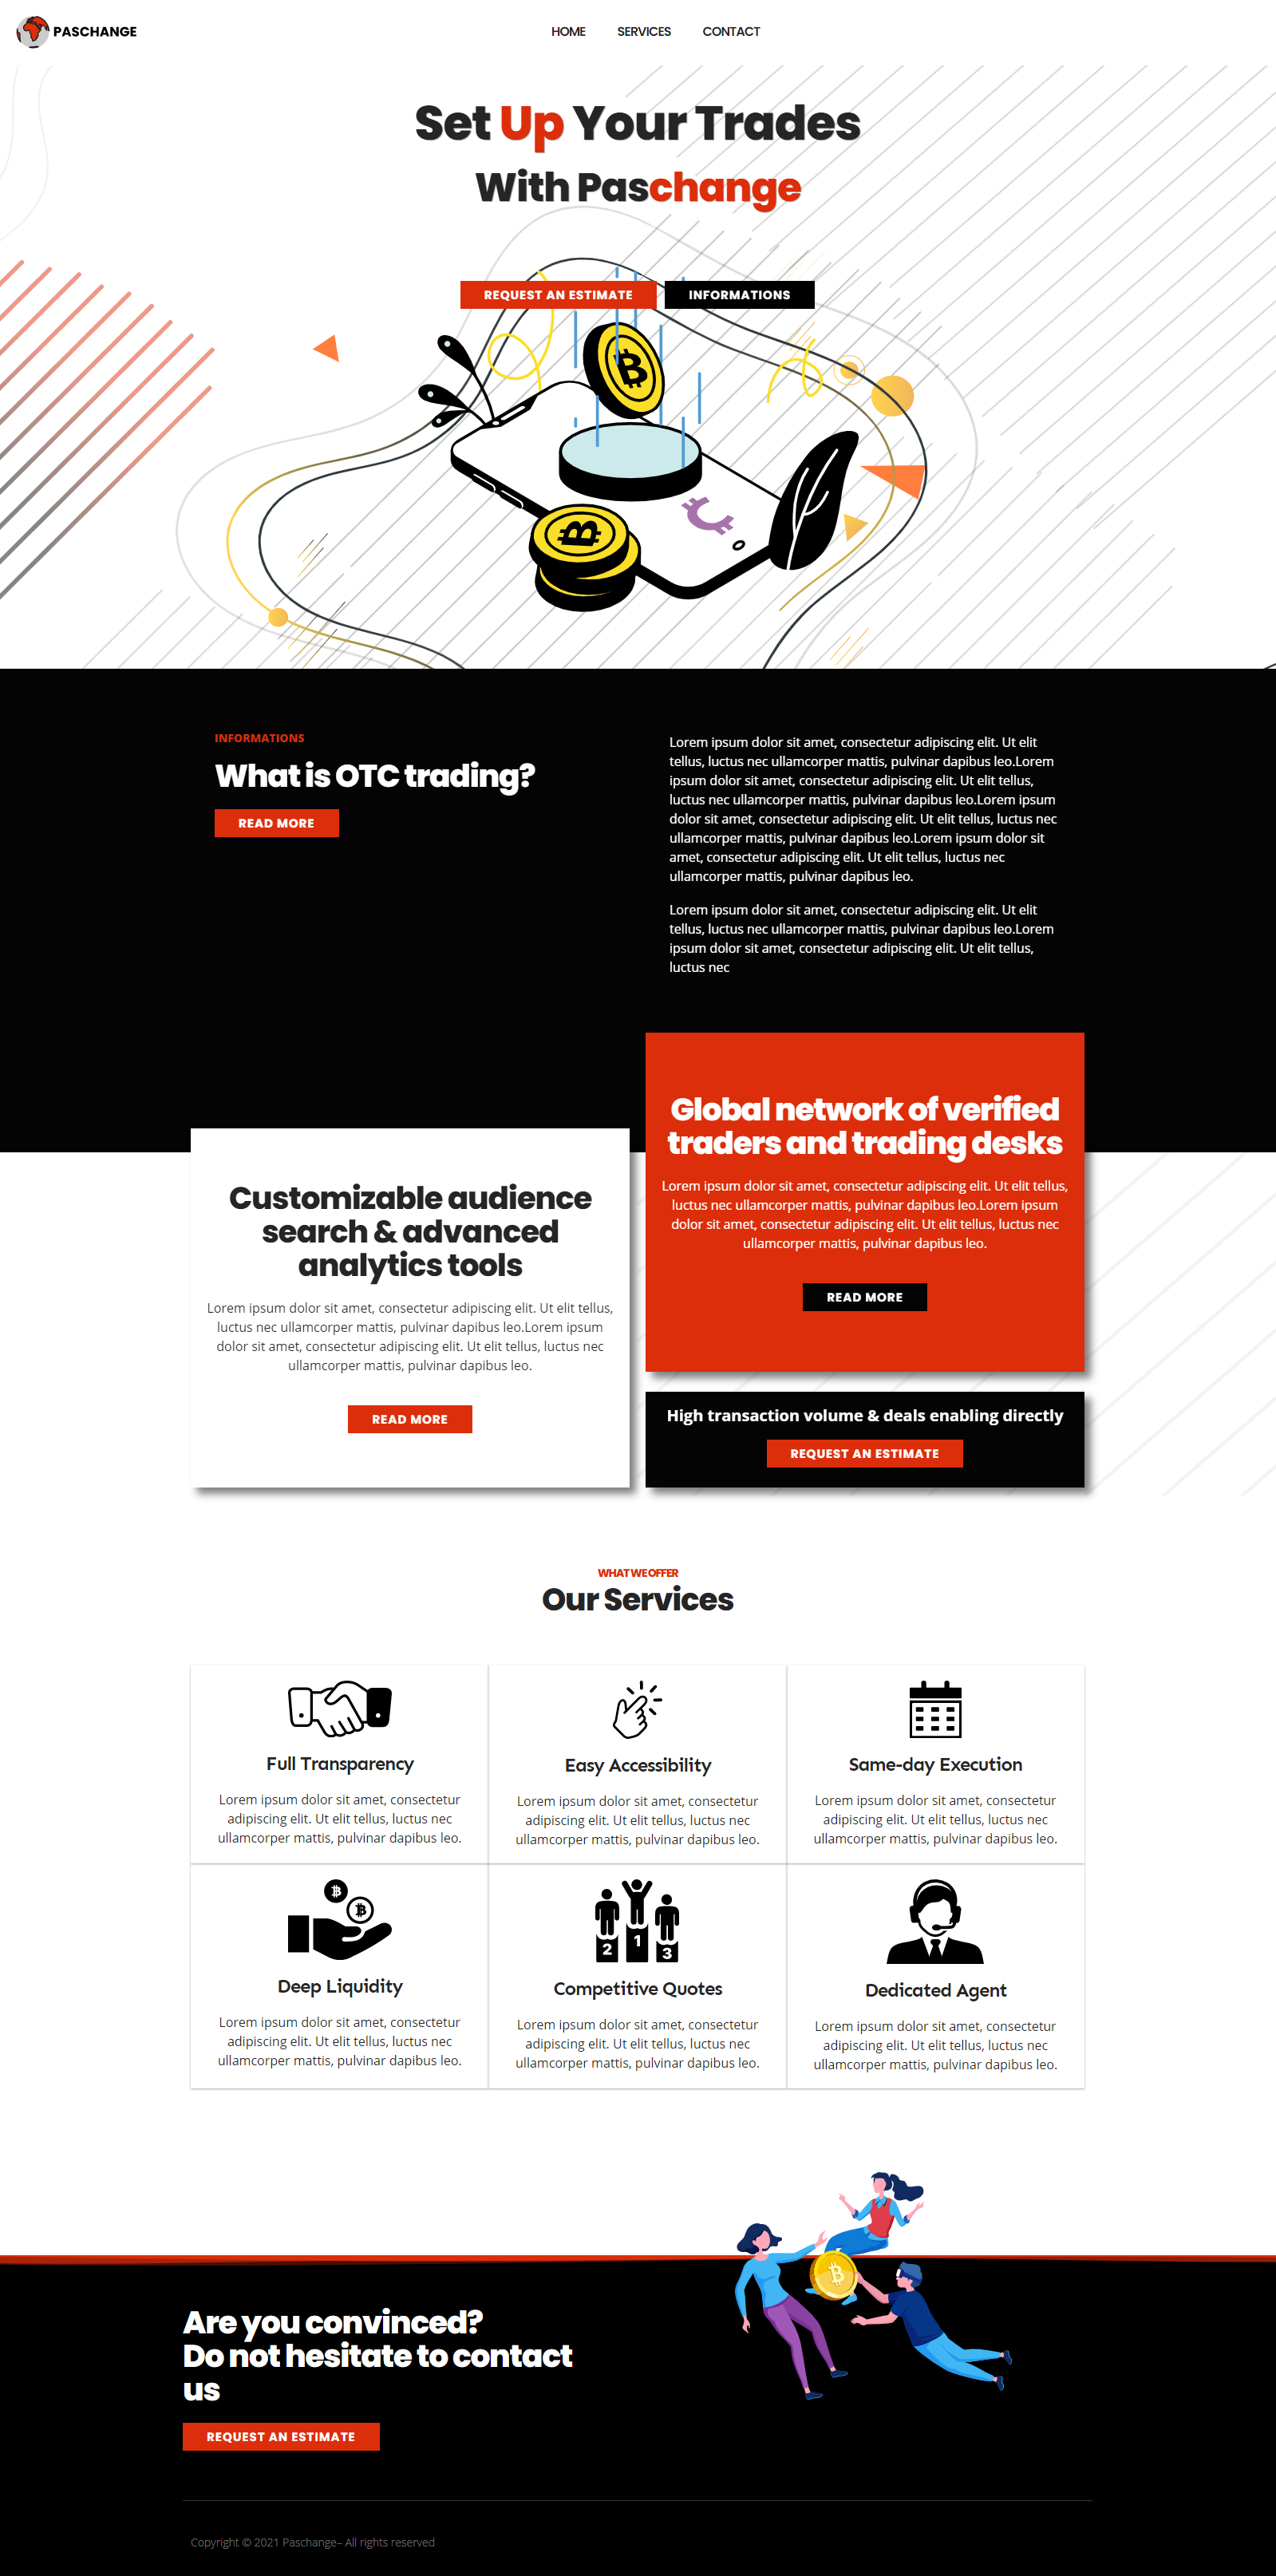 PASCHANGE
HOME
SERVICES
CONTACT
Set Up Your Trades
With Paschange
REQUEST AN ESTIMATE
INFORMATIONS
INFORMATIONS
What is OTC trading?
READ MORE
Lorem ipsum dolor sit amet, consectetur adipiscing elit. Ut elit
tellus, luctus nec ullamcorper mattis, pulvinar dapibus leo.Lorem
ipsum dolor sit amet, consectetur adipiscing elit. Ut elit tellus,
luctus nec ullamcorper mattis, pulvinar dapibus leo.Lorem ipsum
dolor sit amet, consectetur adipiscing elit. Ut elit tellus, luctus nec
ullamcorper mattis, pulvinar dapibus leo.Lorem ipsum dolor sit
amet, consectetur adipiscing elit. Ut elit tellus, luctus nec
ullamcorper mattis, pulvinar dapibus leo.
Lorem ipsum dolor sit amet, consectetur adipiscing elit. Ut elit
tellus, luctus nec ullamcorper mattis, pulvinar dapibus leo.Lorem
ipsum dolor sit amet, consectetur adipiscing elit. Ut elit tellus,
luctus nec
Customizable audience
search & advanced
analytics tools
Lorem ipsum dolor sit amet, consectetur adipiscing elit. Ut elit tellus,
luctus nec ullamcorper mattis, pulvinar dapibus leo.Lorem ipsum
dolor sit amet, consectetur adipiscing elit. Ut elit tellus, luctus nec
ullamcorper mattis, pulvinar dapibus leo.
READ MORE
Global network of verified
traders and trading desks
Lorem ipsum dolor sit amet, consectetur adipiscing elit. Ut elit tellus,
luctus nec ullamcorper mattis, pulvinar dapibus leo.Lorem ipsum
dolor sit amet, consectetur adipiscing elit. Ut elit tellus, luctus nec
ullamcorper mattis, pulvinar dapibus leo.
READ MORE
High transaction volume & deals enabling directly
REQUEST AN ESTIMATE
WHAT WE OFFER
Our Services
Full Transparency
Lorem ipsum dolor sit amet, consectetur
adipiscing elit. Ut elit tellus, luctus nec
ullamcorper mattis, pulvinar dapibus leo.
Easy Accessibility
Lorem ipsum dolor sit amet, consectetur
adipiscing elit. Ut elit tellus, luctus nec
ullamcorper mattis, pulvinar dapibus leo.
Same-day Execution
Lorem ipsum dolor sit amet, consectetur
adipiscing elit. Ut elit tellus, luctus nec
ullamcorper mattis, pulvinar dapibus leo.
Deep Liquidity
Lorem ipsum dolor sit amet, consectetur
adipiscing elit. Ut elit tellus, luctus nec
ullamcorper mattis, pulvinar dapibus leo.
2 1 3
Competitive Quotes
Lorem ipsum dolor sit amet, consectetur
adipiscing elit. Ut elit tellus, luctus nec
ullamcorper mattis, pulvinar dapibus leo.
Dedicated Agent
Lorem ipsum dolor sit amet, consectetur
adipiscing elit. Ut elit tellus, luctus nec
ullamcorper mattis, pulvinar dapibus leo.
Are you convinced?
Do not hesitate to contact
us
REQUEST AN ESTIMATE
Copyright © 2021 Paschange– All rights reserved